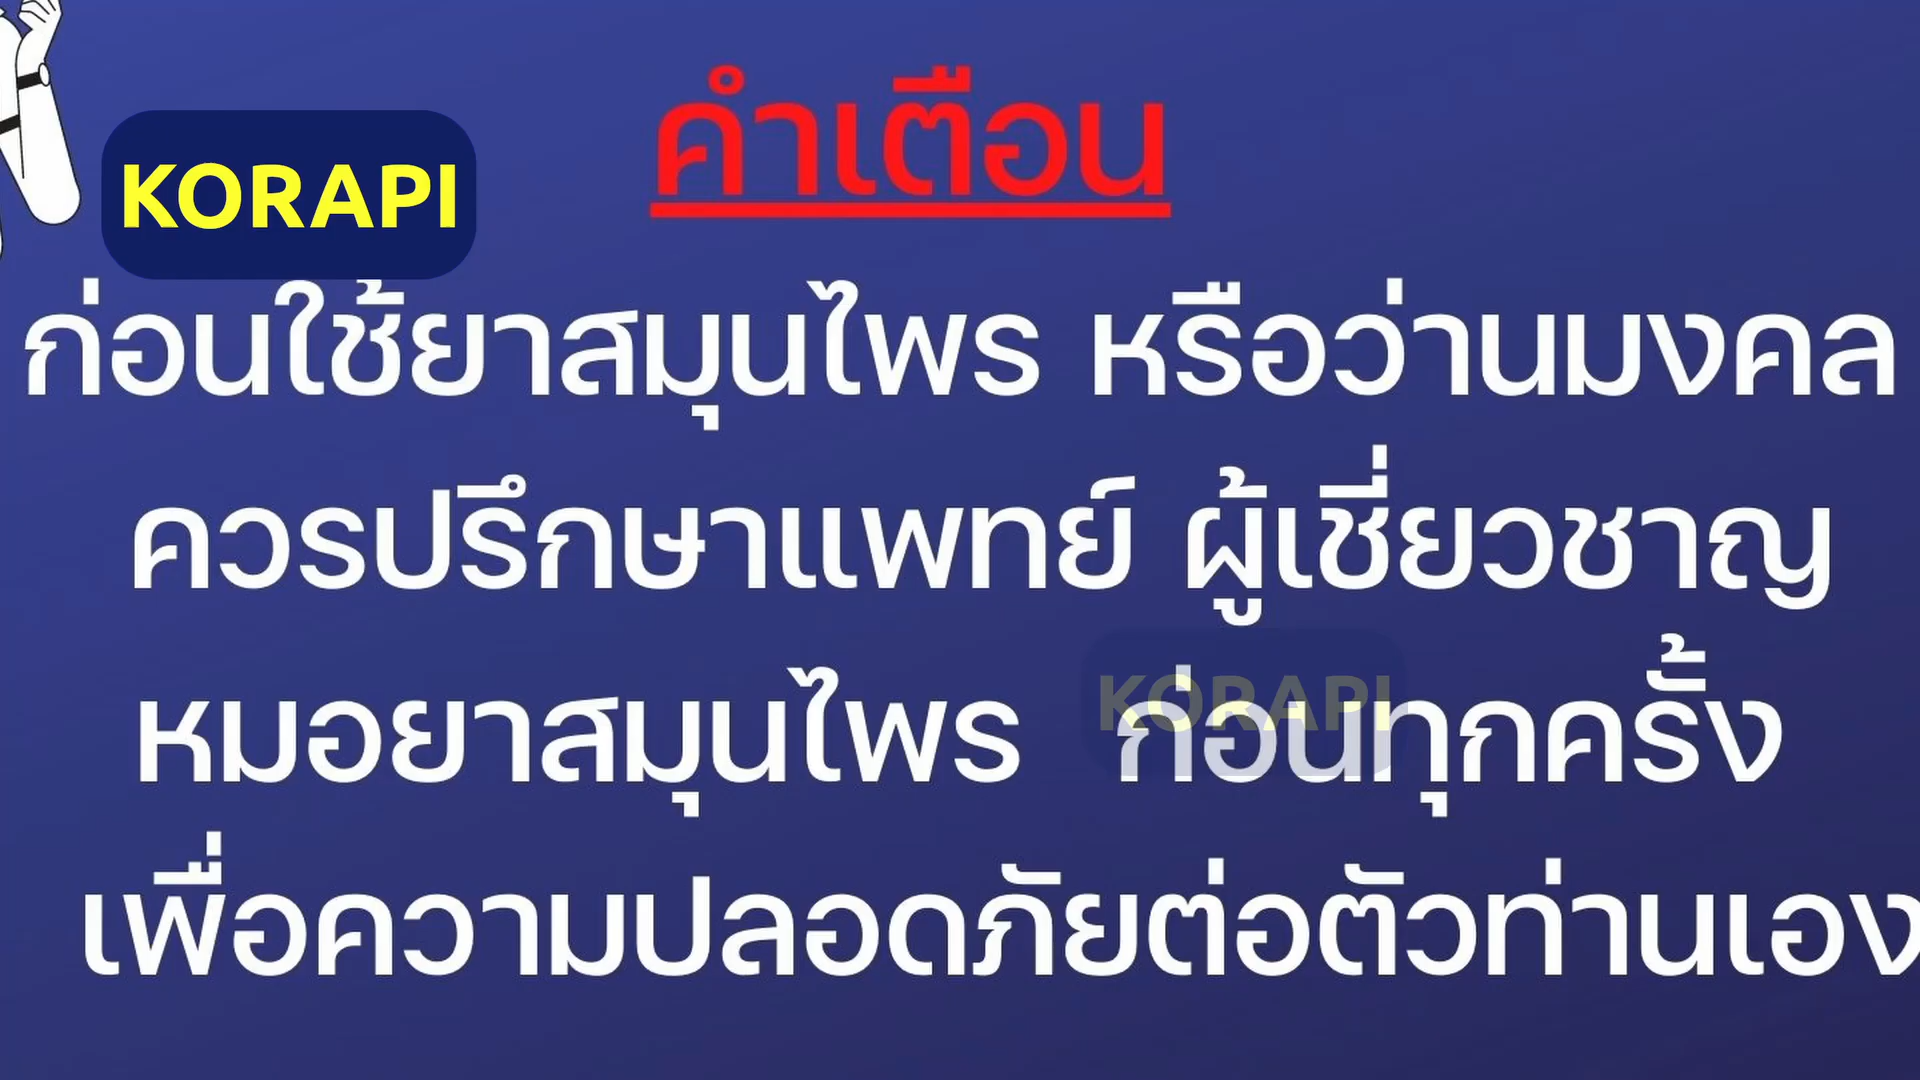 คำเตือน
KORAPI
ก่อนใช้ยาสมุนไพร หรือว่านมงคล
ควรปรึกษาแพทย์ ผู้เชี่ยวชาญ
หมอยาสมุนไพร ก่อนทุกครั้ง
KORAPI
เพื่อความปลอดภัยต่อตัวท่านเอง